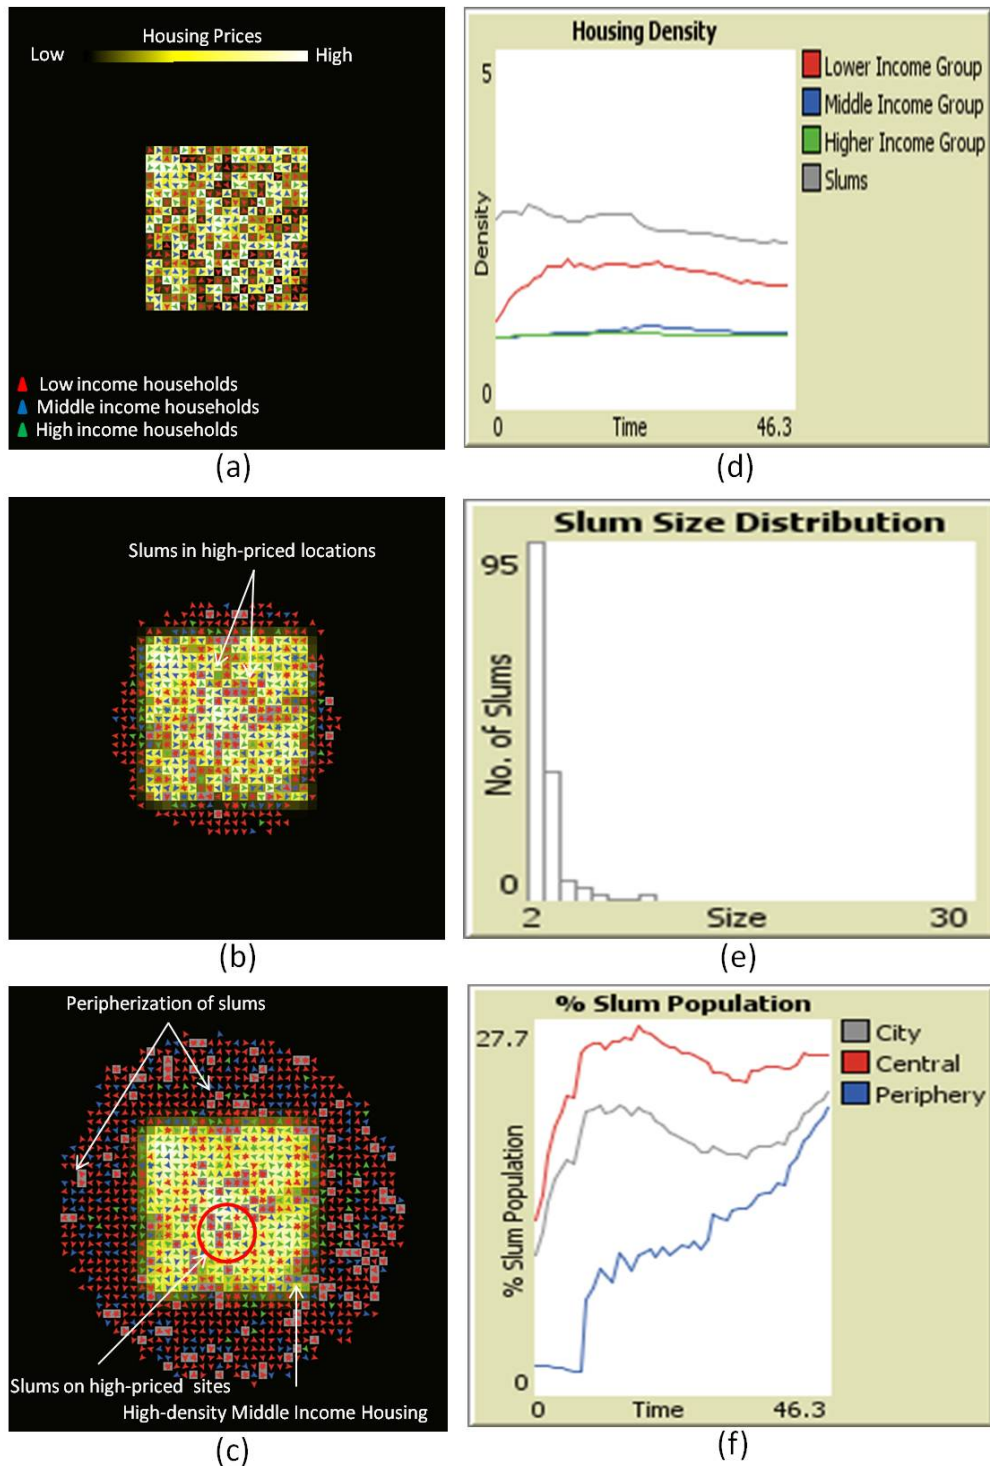 Housing Prices
Low High
Low income households
Middle income households
High income households
(a)
Housing Density
5
Density
0
0 Time 46.3
Lower Income Group
Middle Income Group
Higher Income Group
Slums
(d)
Slums in high-priced locations
(b)
Slum Size Distribution
95
No. of Slums
0
2 Size 30
(e)
Peripherization of slums
Slums on high-priced sites
High-density Middle Income Housing
(c)
% Slum Population
27.7
% Slum Population
0
0 Time 46.3
City
Central
Periphery
(f)